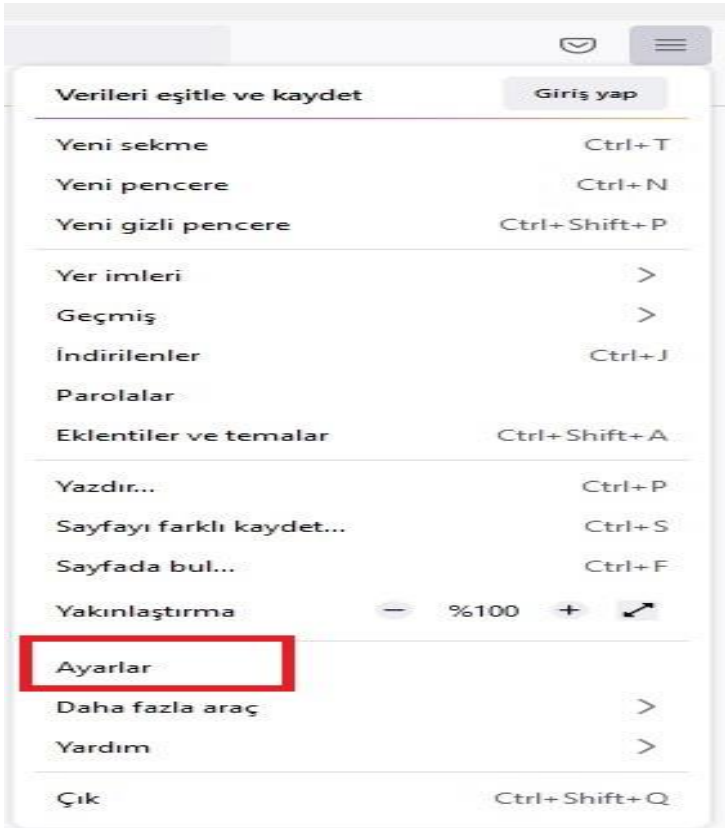 Verileri eşitle ve kaydet Giriş yap
Yeni sekme Ctrl+T
Yeni pencere Ctrl+N
Yeni gizli pencere Ctrl+Shift+P
Yer imleri
Geçmiş
İndirilenler Ctrl+J
Parolalar
Eklentiler ve temalar Ctrl+Shift+A
Yazdır... Ctrl+P
Sayfayı farklı kaydet... Ctrl+S
Sayfada bul... Ctrl+F
Yakınlaştırma − %100 +
Ayarlar
Daha fazla araç
Yardım
Çık Ctrl+Shift+Q